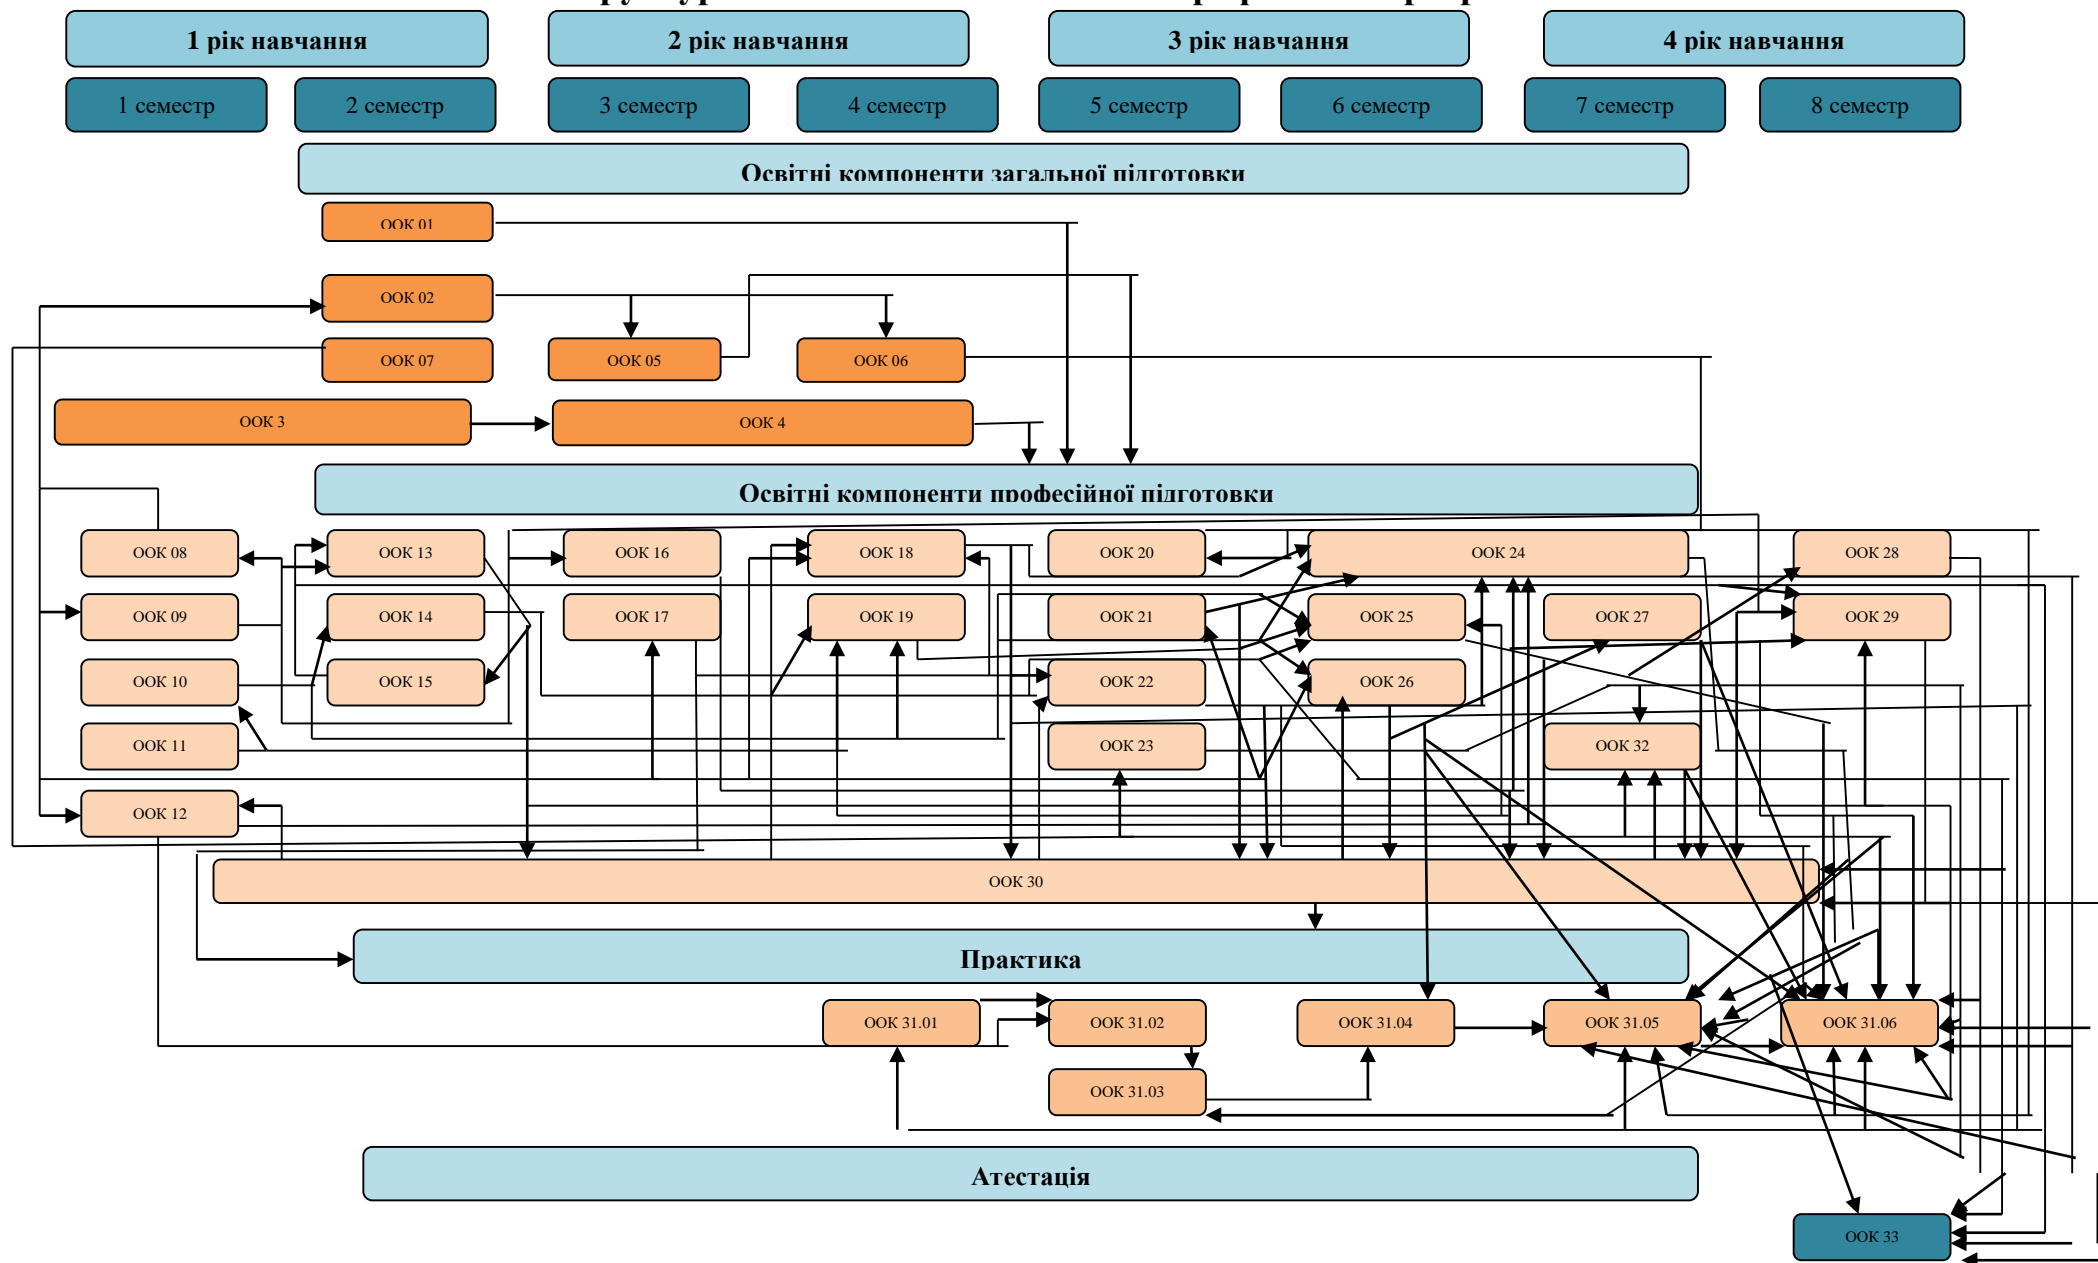 1 рік навчання 2 рік навчання 3 рік навчання 4 рік навчання
1 семестр 2 семестр 3 семестр 4 семестр 5 семестр 6 семестр 7 семестр 8 семестр
Освітні компоненти загальної підготовки
ООК 01
ООК 02
ООК 07 ООК 05 ООК 06
ООК 3 ООК 4
Освітні компоненти професійної підготовки
ООК 08 ООК 13 ООК 16 ООК 18 ООК 20 ООК 24 ООК 28
ООК 09 ООК 14 ООК 17 ООК 19 ООК 21 ООК 25 ООК 27 ООК 29
ООК 10 ООК 15 ООК 22 ООК 26
ООК 11 ООК 23 ООК 32
ООК 12
ООК 30
Практика
ООК 31.01 ООК 31.02 ООК 31.04 ООК 31.05 ООК 31.06
ООК 31.03
Атестація
ООК 33